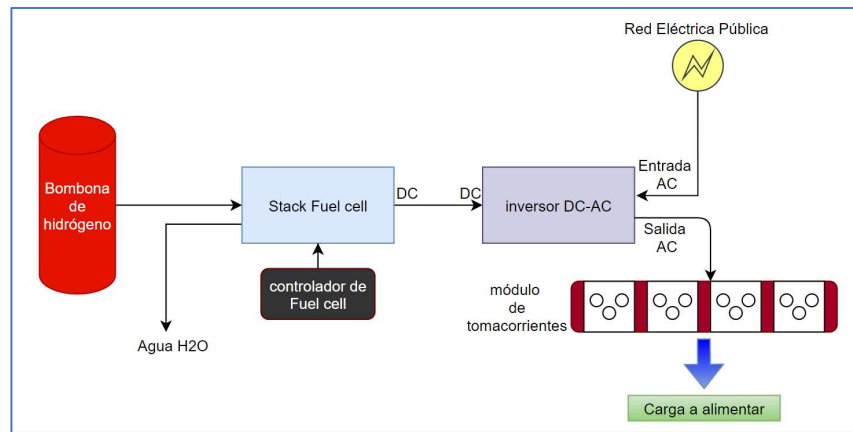 Red Eléctrica Pública
Bombona
de
hidrógeno
Stack Fuel cell
DC
DC
inversor DC-AC
Entrada
AC
Salida
AC
controlador de
Fuel cell
módulo
de
tomacorrientes
Agua H2O
Carga a alimentar